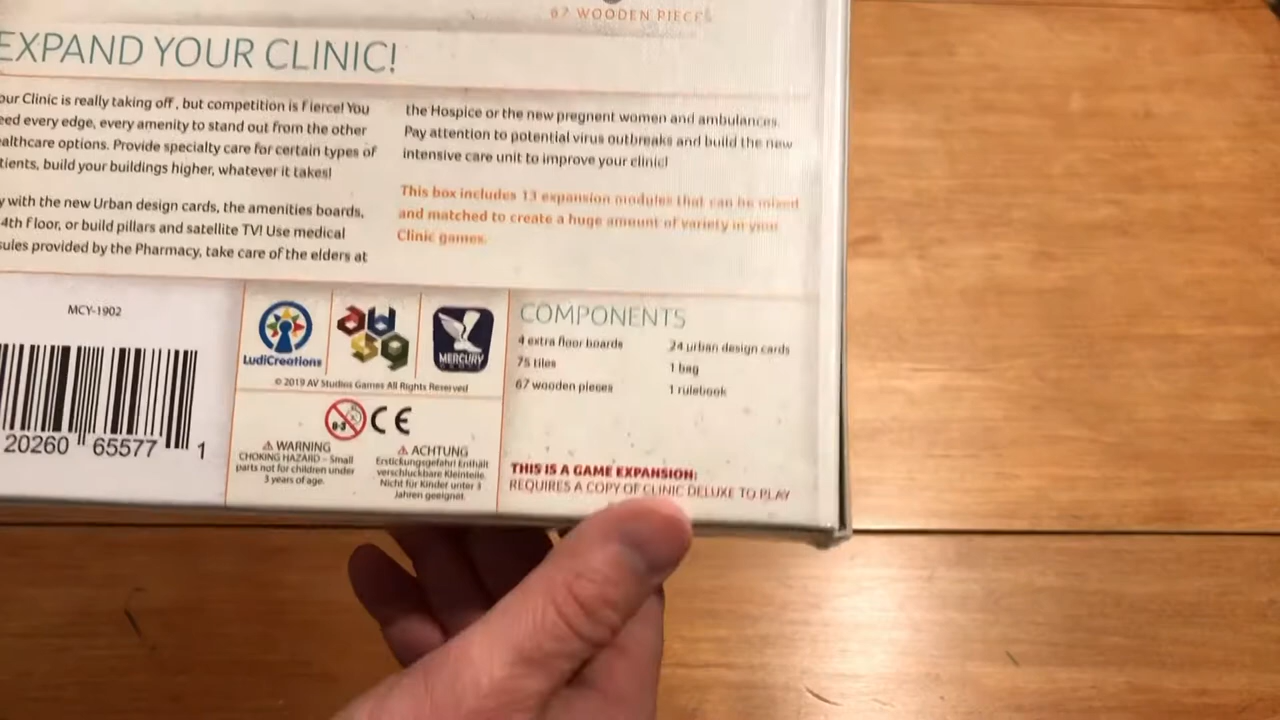 67 WOODEN PIECES
EXPAND YOUR CLINIC!
our Clinic is really taking off, but competition is fierce! You
eed every edge, every amenity to stand out from the other
althcare options. Provide specialty care for certain types of
tients, build your buildings higher, whatever it takes!
y with the new Urban design cards, the amenities boards,
4th floor, or build pillars and satellite TV! Use medical
sules provided by the Pharmacy, take care of the elders at
the Hospice or the new pregnant women and ambulances.
Pay attention to potential virus outbreaks and build the new
intensive care unit to improve your clinic!
This box includes 13 expansion modules that can be mixed
and matched to create a huge amount of variety in your
Clinic games.
MCY-1902
20260 65577 1
LudiCreations
AVSG
MERCURY
© 2019 AV Studios Games All Rights Reserved
0-3 CE
⚠ WARNING
CHOKING HAZARD - Small
parts not for children under
3 years of age.
⚠ ACHTUNG
Erstickungsgefahr! Enthält
verschluckbare Kleinteile.
Nicht für Kinder unter 3
Jahren geeignet.
COMPONENTS
4 extra floor boards
75 tiles
67 wooden pieces
24 urban design cards
1 bag
1 rulebook
THIS IS A GAME EXPANSION:
REQUIRES A COPY OF CLINIC DELUXE TO PLAY